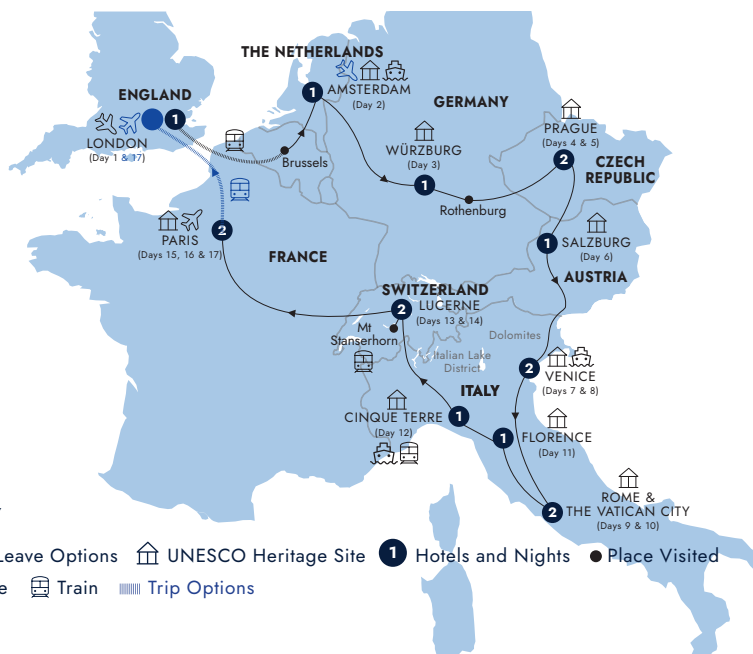 THE NETHERLANDS
1
AMSTERDAM
(Day 2)
ENGLAND
1
LONDON
(Day 1 & 17)
Brussels
GERMANY
WÜRZBURG
(Day 3)
1
Rothenburg
PRAGUE
(Days 4 & 5)
2
CZECH
REPUBLIC
1
SALZBURG
(Day 6)
AUSTRIA
PARIS
2
(Days 15, 16 & 17)
FRANCE
SWITZERLAND
2
LUCERNE
(Days 13 & 14)
Mt
Stanserhorn
Dolomites
Italian Lake
District
2
VENICE
(Days 7 & 8)
ITALY
CINQUE TERRE
1
(Day 12)
1
FLORENCE
(Day 11)
ROME &
2
THE VATICAN CITY
(Days 9 & 10)
Leave Options UNESCO Heritage Site 1 Hotels and Nights Place Visited
Train Trip Options